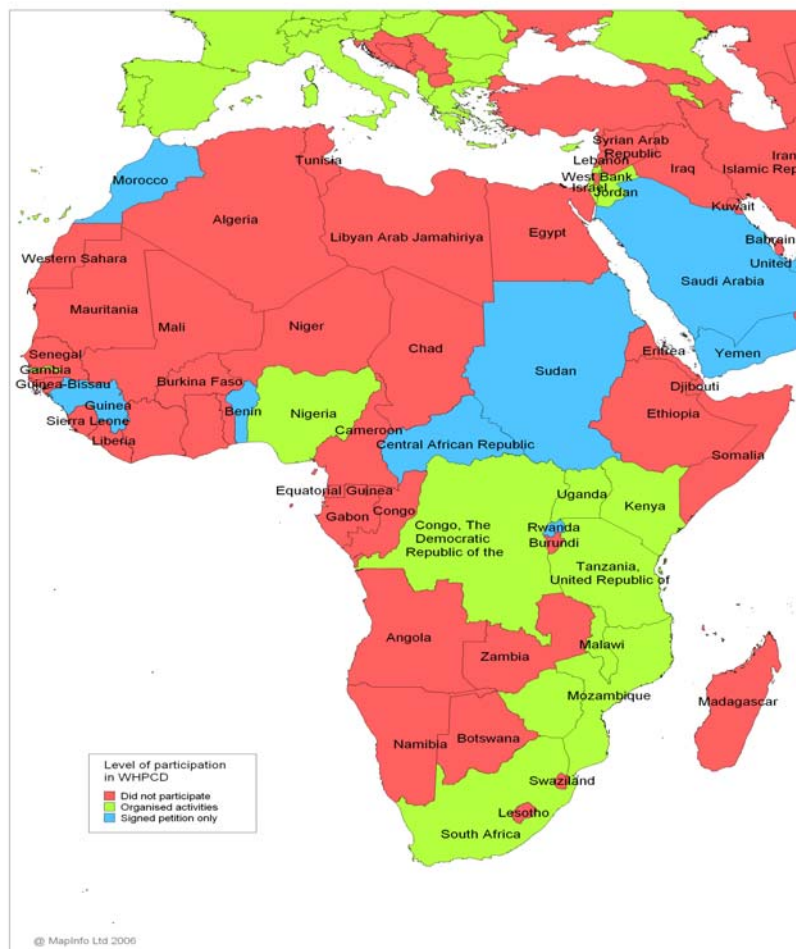 Syrian Arab
Republic
Iran
Tunisia
Lebanon
Iraq
Islamic Rep
Morocco
West Bank
Israel
Jordan
Algeria
Kuwait
Libyan Arab Jamahiriya
Egypt
Bahrain
Western Sahara
United
Saudi Arabia
Mauritania
Mali
Niger
Chad
Yemen
Senegal
Eritrea
Gambia
Sudan
Guinea-Bissau
Burkina Faso
Djibouti
Guinea
Benin
Nigeria
Ethiopia
Sierra Leone
Cameroon
Liberia
Central African Republic
Somalia
Equatorial Guinea
Uganda
Kenya
Gabon
Congo
Congo, The
Democratic
Republic of the
Rwanda
Burundi
Tanzania,
United Republic of
Angola
Malawi
Zambia
Mozambique
Madagascar
Namibia
Botswana
Swaziland
Lesotho
South Africa
Level of participation
in WHPCD
Did not participate
Organised activities
Signed petition only
@ MapInfo Ltd 2006